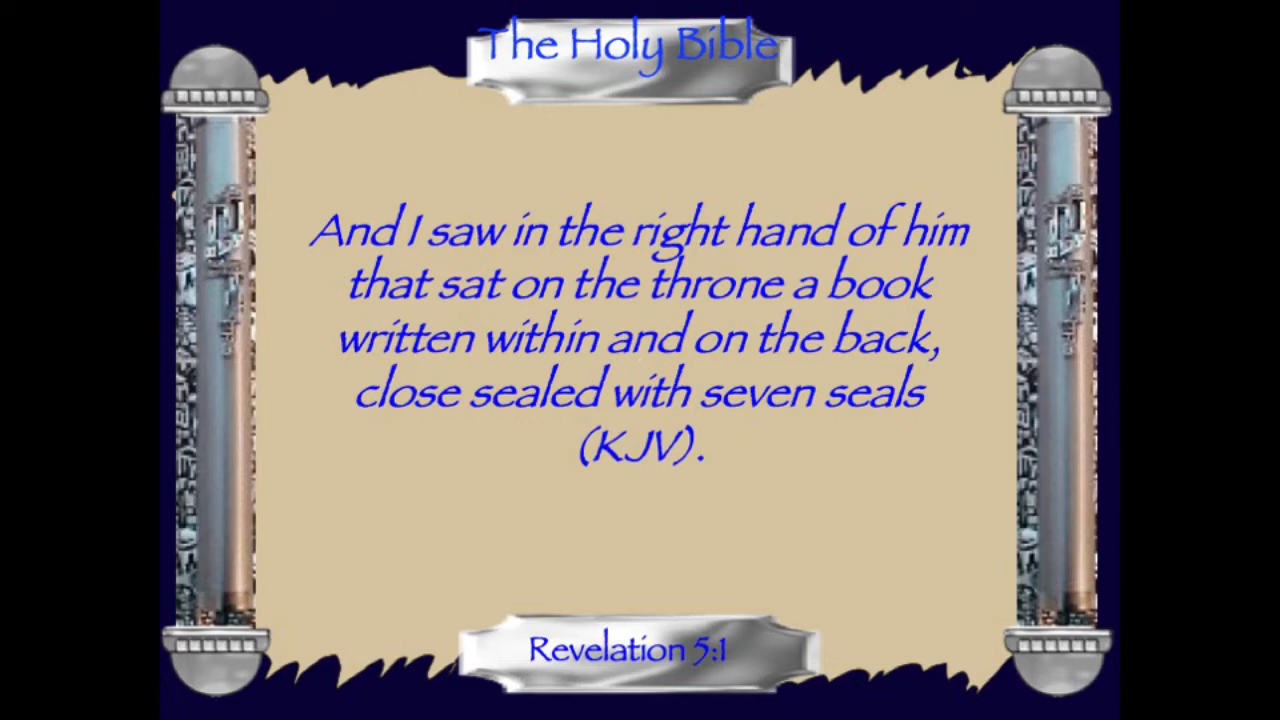 The Holy Bible
And I saw in the right hand of him
that sat on the throne a book
written within and on the back,
close sealed with seven seals
(KJV).
Revelation 5:1